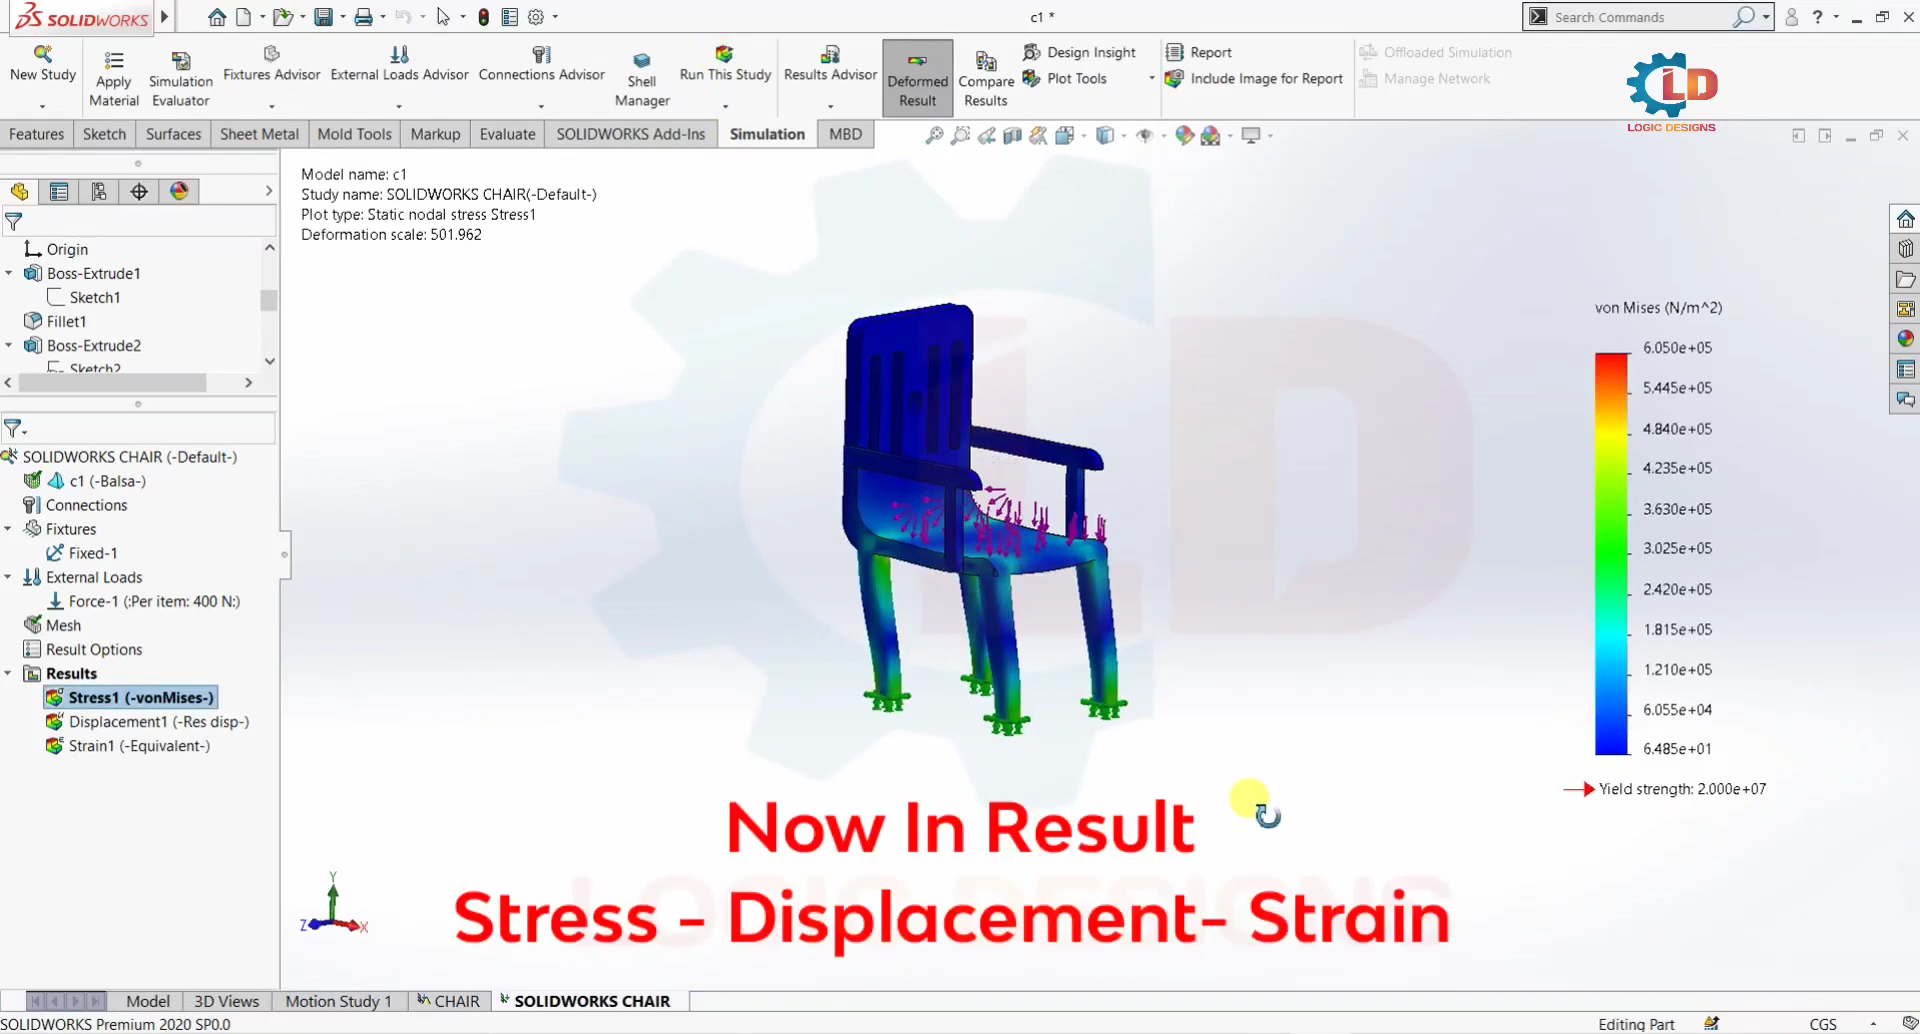 SOLIDWORKS
c1 *
Search Commands
?
New Study
Apply Material
Simulation Evaluator
Fixtures Advisor
External Loads Advisor
Connections Advisor
Shell Manager
Run This Study
Results Advisor
Deformed Result
Compare Results
Design Insight
Plot Tools
Report
Include Image for Report
Offloaded Simulation
Manage Network
LD
LOGIC DESIGNS
Features
Sketch
Surfaces
Sheet Metal
Mold Tools
Markup
Evaluate
SOLIDWORKS Add-Ins
Simulation
MBD
Model name: c1
Study name: SOLIDWORKS CHAIR(-Default-)
Plot type: Static nodal stress Stress1
Deformation scale: 501.962
Origin
Boss-Extrude1
Sketch1
Fillet1
Boss-Extrude2
Sketch2
SOLIDWORKS CHAIR (-Default-)
c1 (-Balsa-)
Connections
Fixtures
Fixed-1
External Loads
Force-1 (:Per item: 400 N:)
Mesh
Result Options
Results
Stress1 (-vonMises-)
Displacement1 (-Res disp-)
Strain1 (-Equivalent-)
von Mises (N/m^2)
6.050e+05
5.445e+05
4.840e+05
4.235e+05
3.630e+05
3.025e+05
2.420e+05
1.815e+05
1.210e+05
6.055e+04
6.485e+01
Yield strength: 2.000e+07
LD
LOGIC DESIGNS
Now In Result
Stress - Displacement- Strain
Y
Z
X
Model
3D Views
Motion Study 1
CHAIR
SOLIDWORKS CHAIR
SOLIDWORKS Premium 2020 SP0.0
Editing Part
CGS